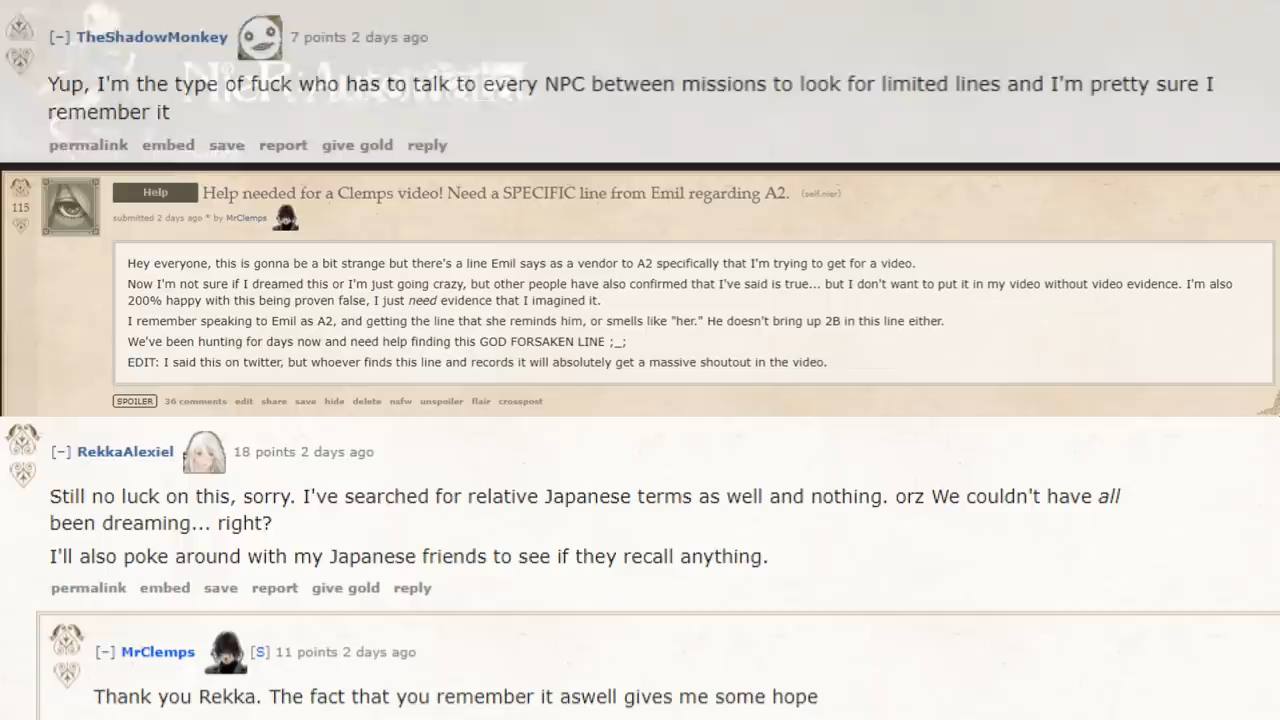 [–] TheShadowMonkey 7 points 2 days ago
NieR:Automata
Yup, I'm the type of fuck who has to talk to every NPC between missions to look for limited lines and I'm pretty sure I
remember it
permalink embed save report give gold reply
Help Help needed for a Clemps video! Need a SPECIFIC line from Emil regarding A2. (self.nier)
115
submitted 2 days ago * by MrClemps
Hey everyone, this is gonna be a bit strange but there's a line Emil says as a vendor to A2 specifically that I'm trying to get for a video.
Now I'm not sure if I dreamed this or I'm just going crazy, but other people have also confirmed that I've said is true... but I don't want to put it in my video without video evidence. I'm also
200% happy with this being proven false, I just need evidence that I imagined it.
I remember speaking to Emil as A2, and getting the line that she reminds him, or smells like "her." He doesn't bring up 2B in this line either.
We've been hunting for days now and need help finding this GOD FORSAKEN LINE ;_;
EDIT: I said this on twitter, but whoever finds this line and records it will absolutely get a massive shoutout in the video.
SPOILER 36 comments edit share save hide delete nsfw unspoiler flair crosspost
[–] RekkaAlexiel 18 points 2 days ago
Still no luck on this, sorry. I've searched for relative Japanese terms as well and nothing. orz We couldn't have all
been dreaming... right?
I'll also poke around with my Japanese friends to see if they recall anything.
permalink embed save report give gold reply
[–] MrClemps [S] 11 points 2 days ago
Thank you Rekka. The fact that you remember it aswell gives me some hope